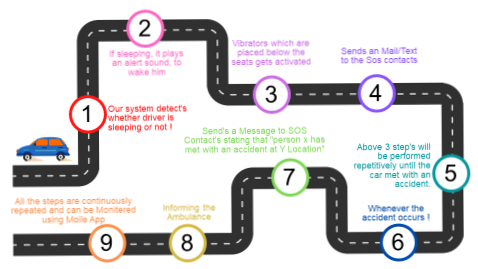 1
Our system detect's
whether driver is
sleeping or not !
2
If sleeping, it plays
an alert sound, to
wake him
Vibrators which are
placed below the
seats gets activated
3
Sends an Mail/Text
to the Sos contacts
4
Above 3 step's will
be performed
repetitively until the
car met with an
accident.
5
Whenever the
accident occurs !
6
Send's a Message to SOS
Contact's stating that "person x has
met with an accident at Y Location"
7
Informing the
Ambulance
8
All the steps are continuously
repeated and can be Monitered
using Molle App
9